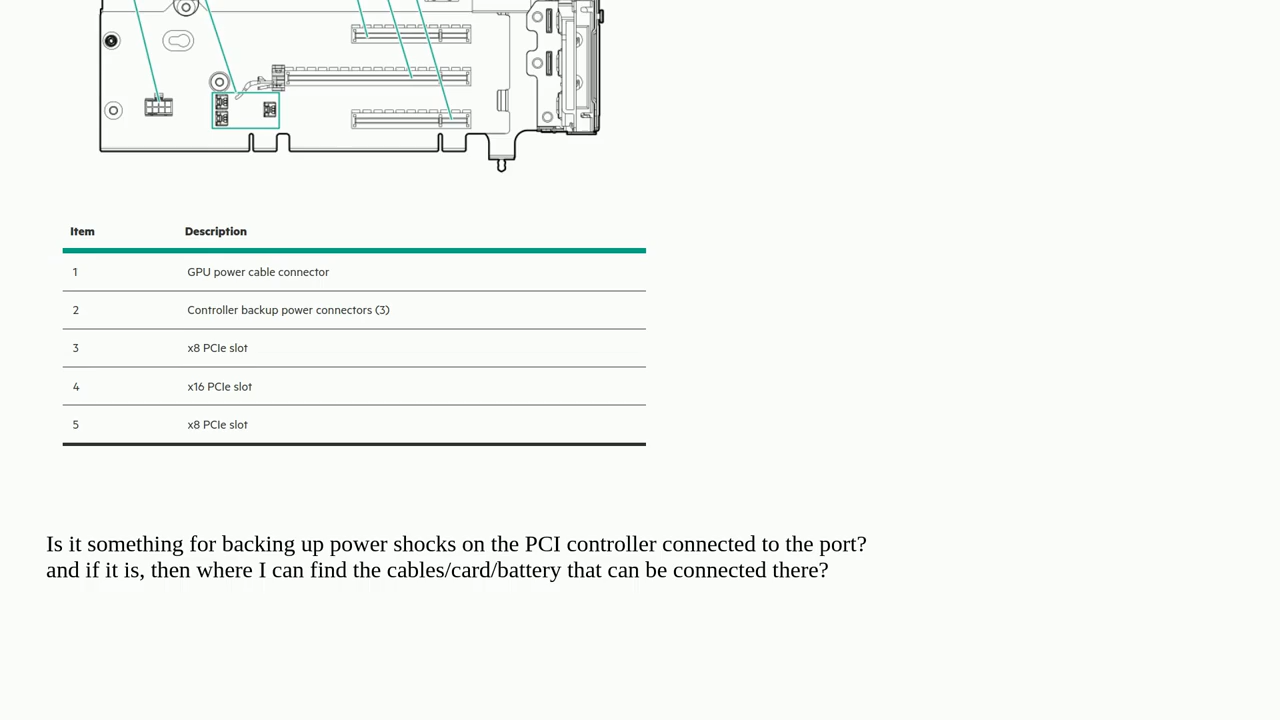 Item Description
1 GPU power cable connector
2 Controller backup power connectors (3)
3 x8 PCIe slot
4 x16 PCIe slot
5 x8 PCIe slot
Is it something for backing up power shocks on the PCI controller connected to the port?
and if it is, then where I can find the cables/card/battery that can be connected there?